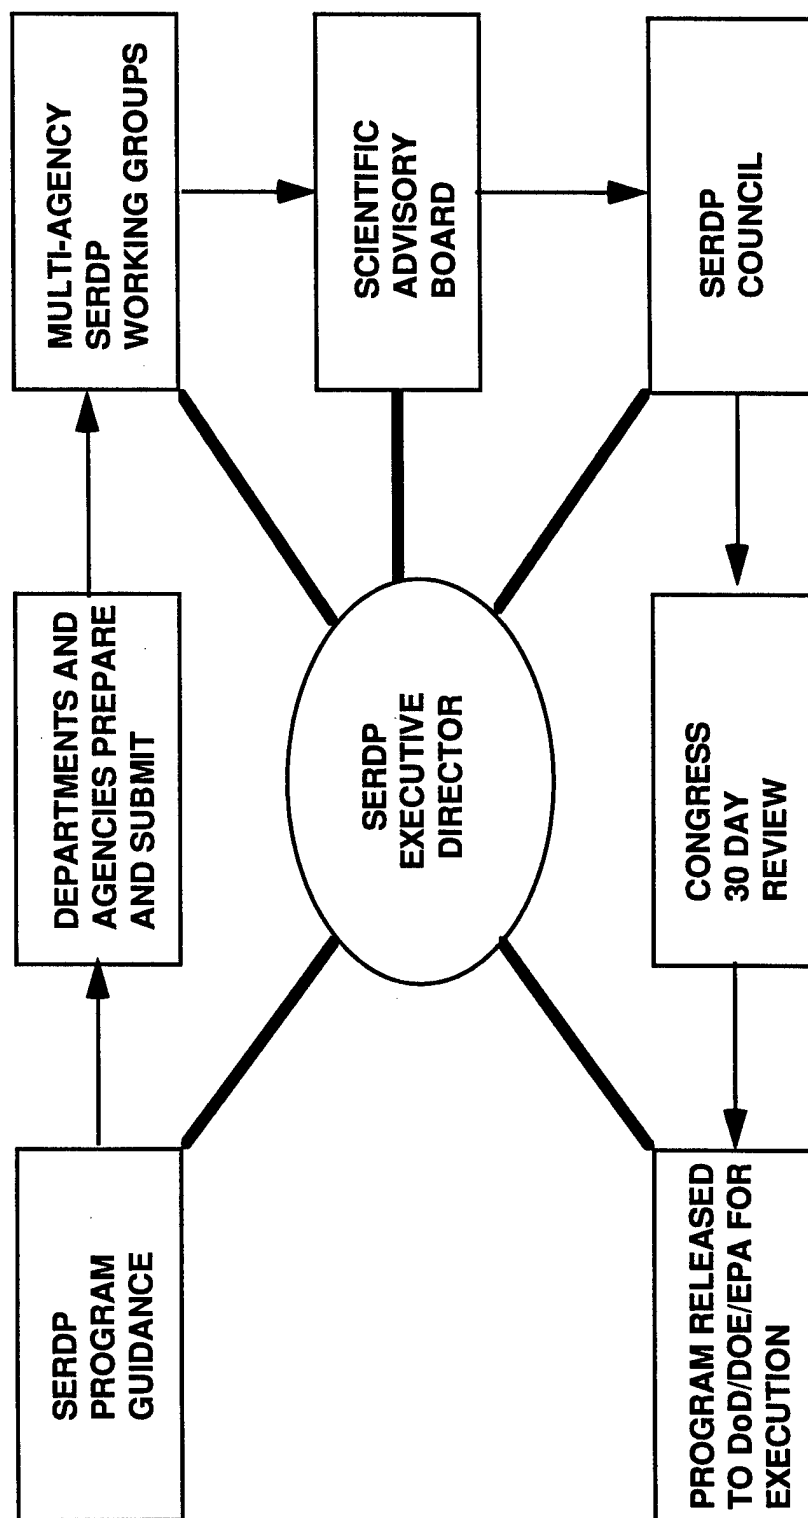 SERDP
PROGRAM
GUIDANCE
DEPARTMENTS AND
AGENCIES PREPARE
AND SUBMIT
MULTI-AGENCY
SERDP
WORKING GROUPS
SCIENTIFIC
ADVISORY
BOARD
SERDP
COUNCIL
CONGRESS
30 DAY
REVIEW
PROGRAM RELEASED
TO DoD/DOE/EPA FOR
EXECUTION
SERDP
EXECUTIVE
DIRECTOR